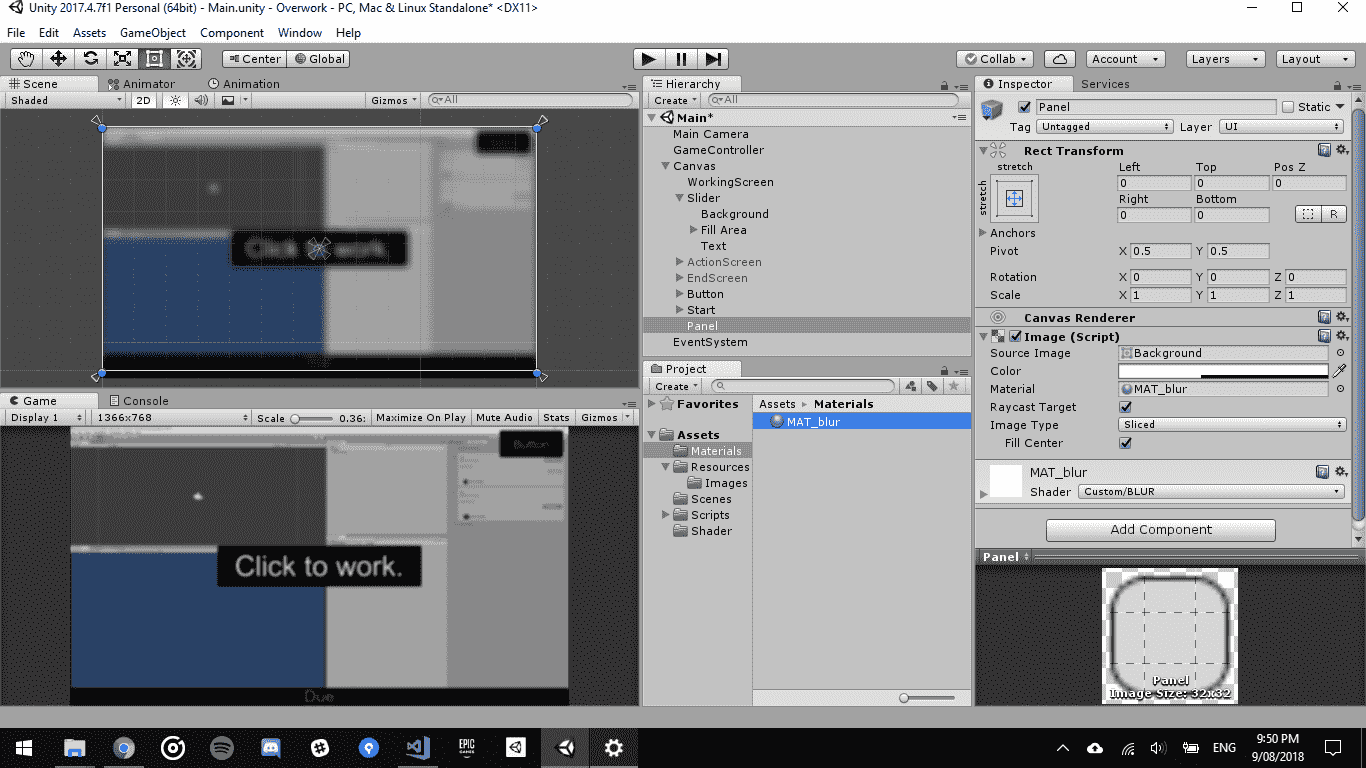 Unity 2017.4.7f1 Personal (64bit) - Main.unity - Overwork - PC, Mac & Linux Standalone* <DX11>
File Edit Assets GameObject Component Window Help
Center Global Collab Account Layers Layout
Scene Animator Animation
Shaded 2D Gizmos All
Click to work.
Game Console
Display 1 1366x768 Scale 0.36: Maximize On Play Mute Audio Stats Gizmos
Button
Click to work.
Due
Hierarchy
Create All
Main*
Main Camera
GameController
Canvas
WorkingScreen
Slider
Background
Fill Area
Text
ActionScreen
EndScreen
Button
Start
Panel
EventSystem
Project
Create
Favorites
Assets
Materials
Resources
Images
Scenes
Scripts
Shader
Assets Materials
MAT_blur
Inspector Services
Panel Static
Tag Untagged Layer UI
Rect Transform
stretch
stretch
Left Top Pos Z
0 0 0
Right Bottom
0 0 R
Anchors
Pivot X 0.5 Y 0.5
Rotation X 0 Y 0 Z 0
Scale X 1 Y 1 Z 1
Canvas Renderer
Image (Script)
Source Image Background
Color
Material MAT_blur
Raycast Target
Image Type Sliced
Fill Center
MAT_blur
Shader Custom/BLUR
Add Component
Panel
Panel
Image Size: 32x32
EPIC GAMES
ENG
9:50 PM
9/08/2018